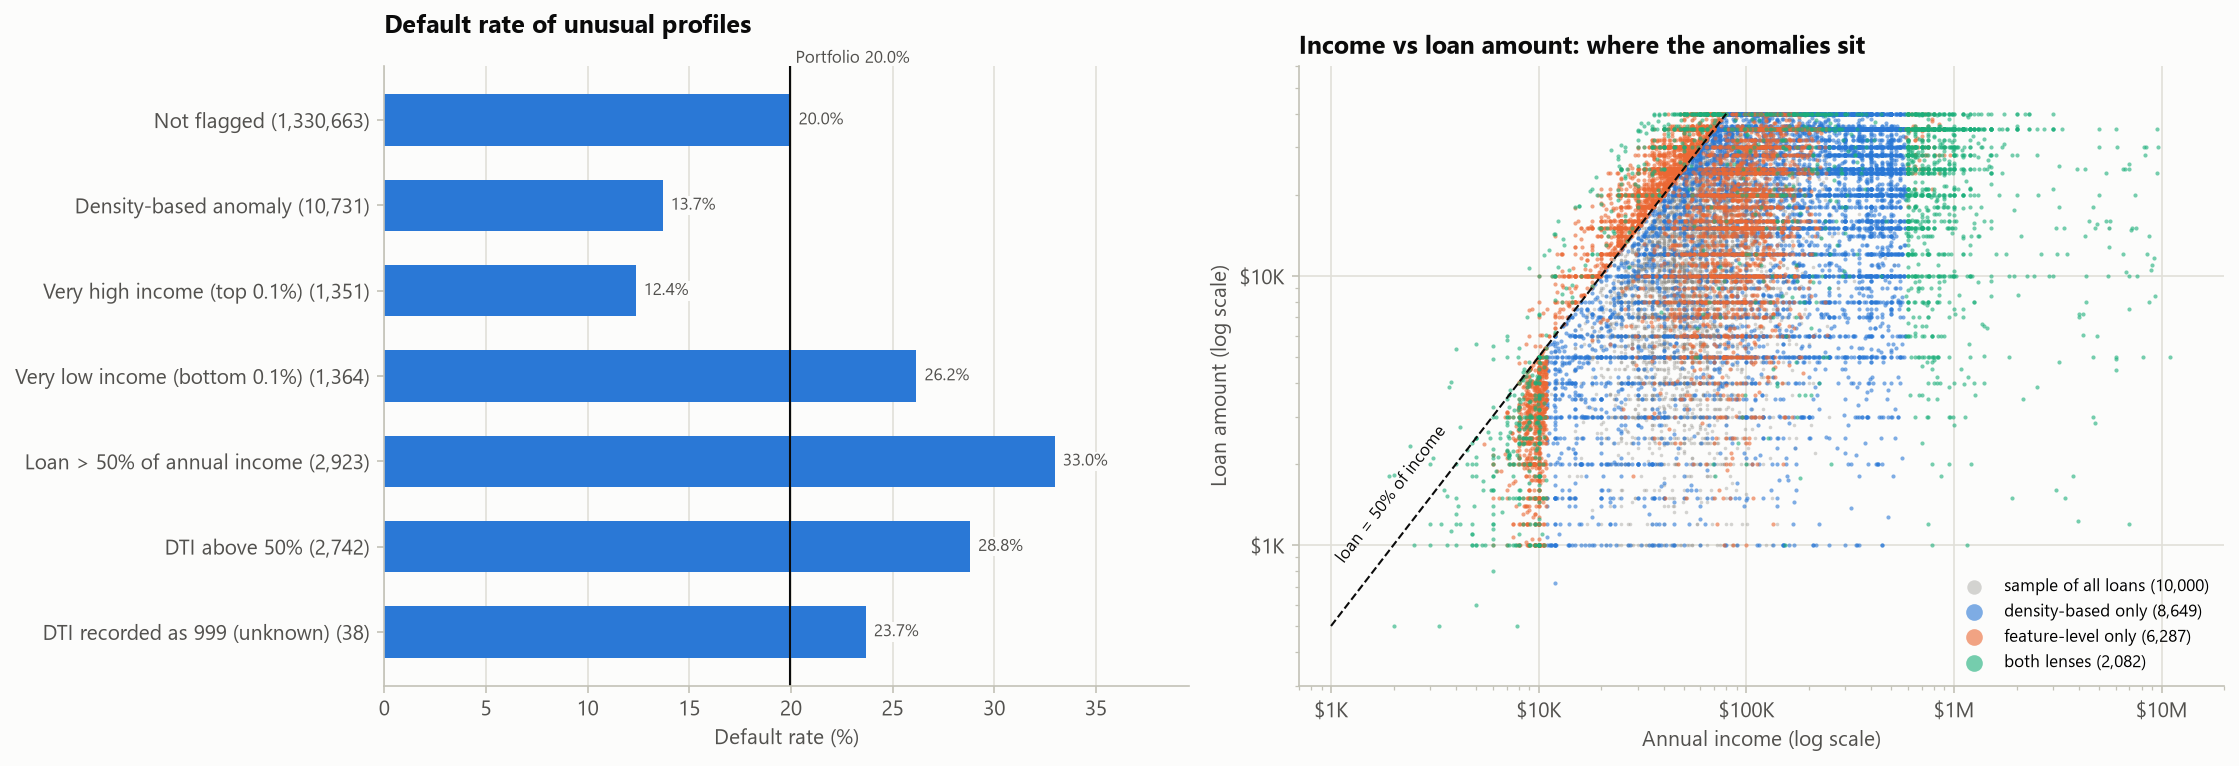 Default rate of unusual profiles
Portfolio 20.0%
Not flagged (1,330,663)
20.0%
Density-based anomaly (10,731)
13.7%
Very high income (top 0.1%) (1,351)
12.4%
Very low income (bottom 0.1%) (1,364)
26.2%
Loan > 50% of annual income (2,923)
33.0%
DTI above 50% (2,742)
28.8%
DTI recorded as 999 (unknown) (38)
23.7%
0 5 10 15 20 25 30 35
Default rate (%)
Income vs loan amount: where the anomalies sit
Loan amount (log scale)
$10K
$1K
loan = 50% of income
sample of all loans (10,000)
density-based only (8,649)
feature-level only (6,287)
both lenses (2,082)
$1K $10K $100K $1M $10M
Annual income (log scale)